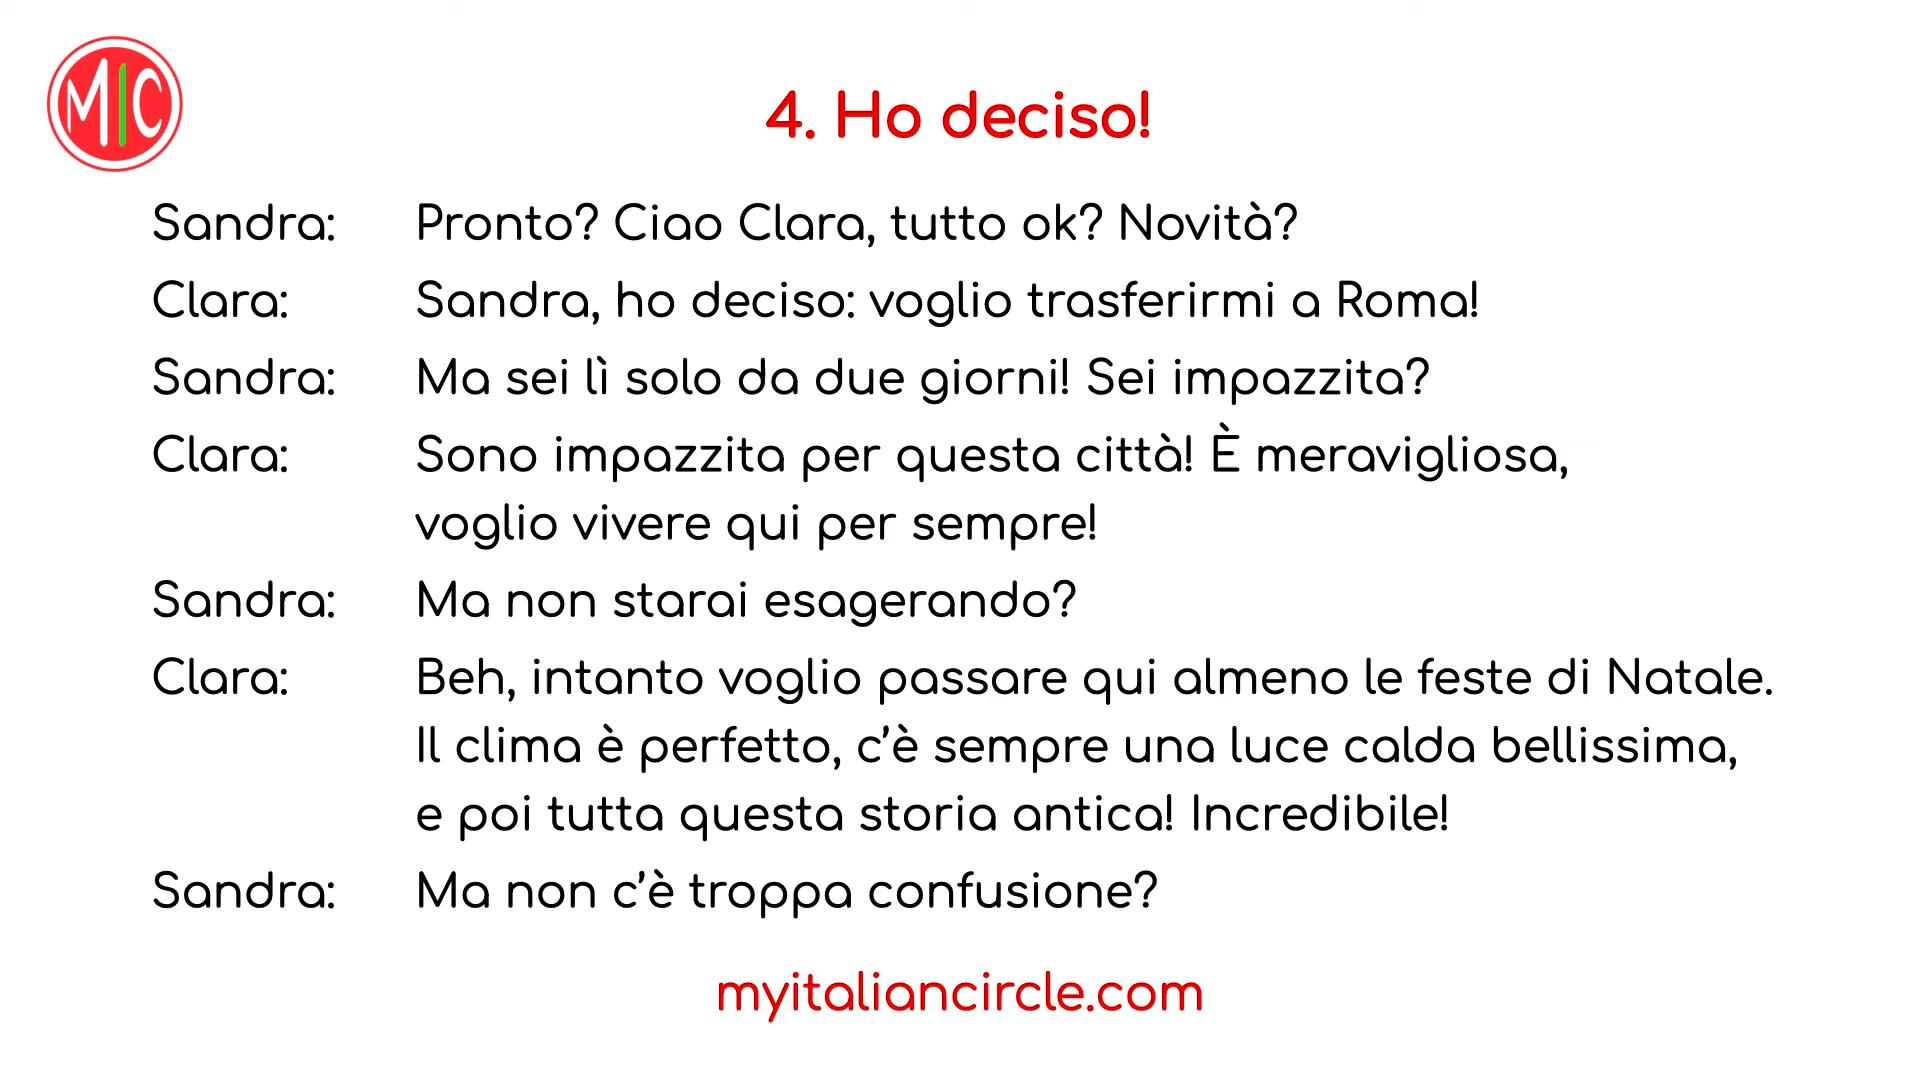 MIC
4. Ho deciso!
Sandra: Pronto? Ciao Clara, tutto ok? Novità?
Clara: Sandra, ho deciso: voglio trasferirmi a Roma!
Sandra: Ma sei lì solo da due giorni! Sei impazzita?
Clara: Sono impazzita per questa città! È meravigliosa,
voglio vivere qui per sempre!
Sandra: Ma non starai esagerando?
Clara: Beh, intanto voglio passare qui almeno le feste di Natale.
Il clima è perfetto, c’è sempre una luce calda bellissima,
e poi tutta questa storia antica! Incredibile!
Sandra: Ma non c’è troppa confusione?
myitaliancircle.com